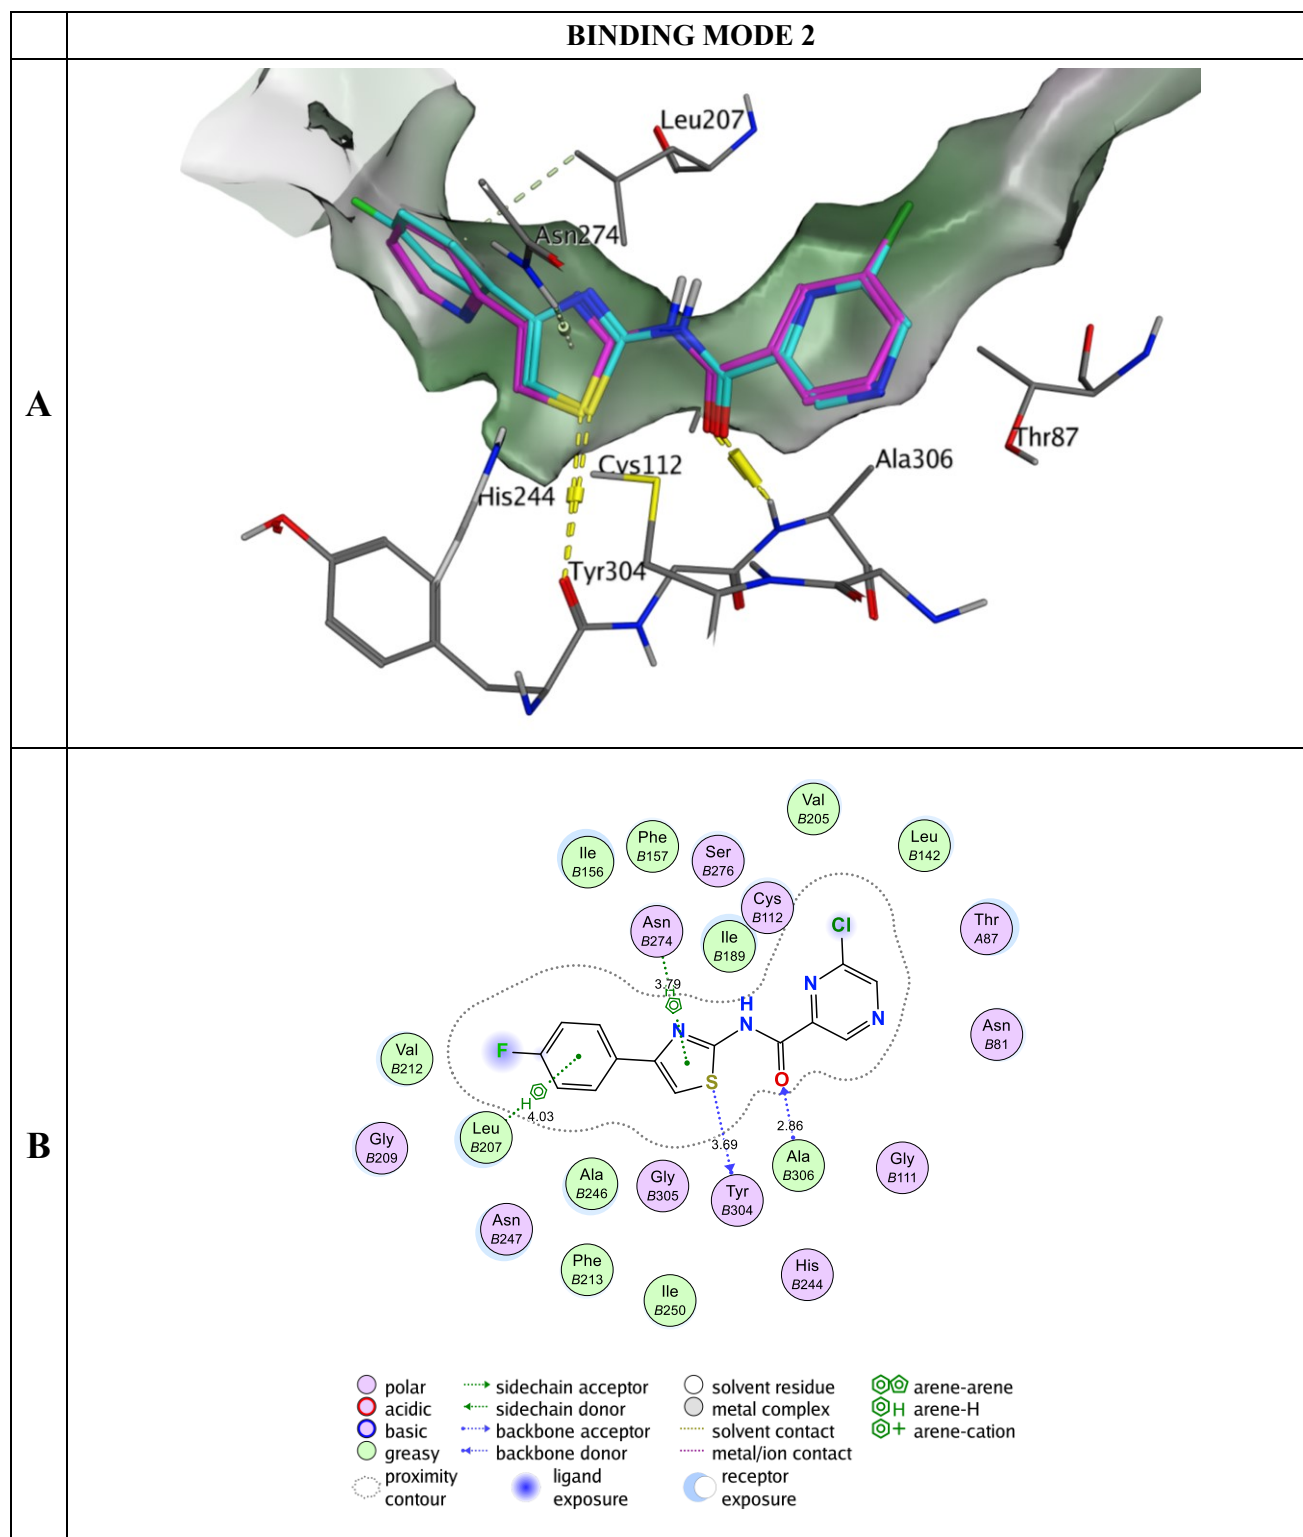 BINDING MODE 2
A
Leu207
Asn274
Thr87
Cys112
Ala306
His244
Tyr304
B
Val
B205
Ile
B156
Phe
B157
Ser
B276
Leu
B142
Cys
B112
Asn
B274
Ile
B189
Thr
A87
Cl
3.79
H
N
N
H
N
N
Asn
B81
Val
B212
F
S
O
H
4.03
Leu
B207
Gly
B209
3.69
2.86
Ala
B246
Gly
B305
Tyr
B304
Ala
B306
Gly
B111
Asn
B247
Phe
B213
Ile
B250
His
B244
polar
acidic
basic
greasy
proximity
contour
sidechain acceptor
sidechain donor
backbone acceptor
backbone donor
ligand
exposure
solvent residue
metal complex
solvent contact
metal/ion contact
receptor
exposure
arene-arene
H arene-H
+ arene-cation